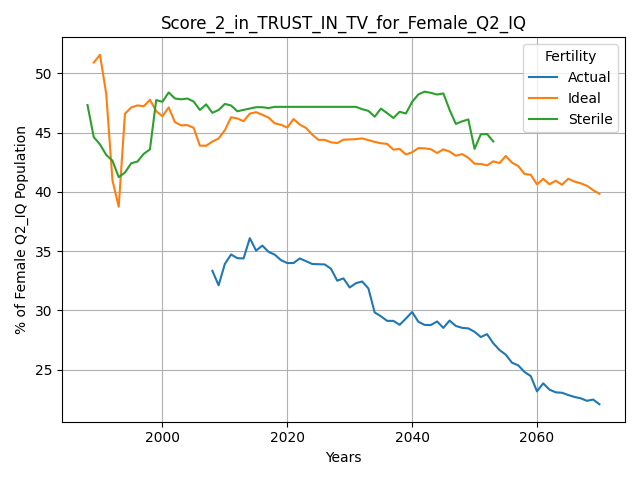 Score_2_in_TRUST_IN_TV_for_Female_Q2_IQ
Fertility
Actual
Ideal
Sterile
% of Female Q2_IQ Population
50
45
40
35
30
25
2000
2020
2040
2060
Years